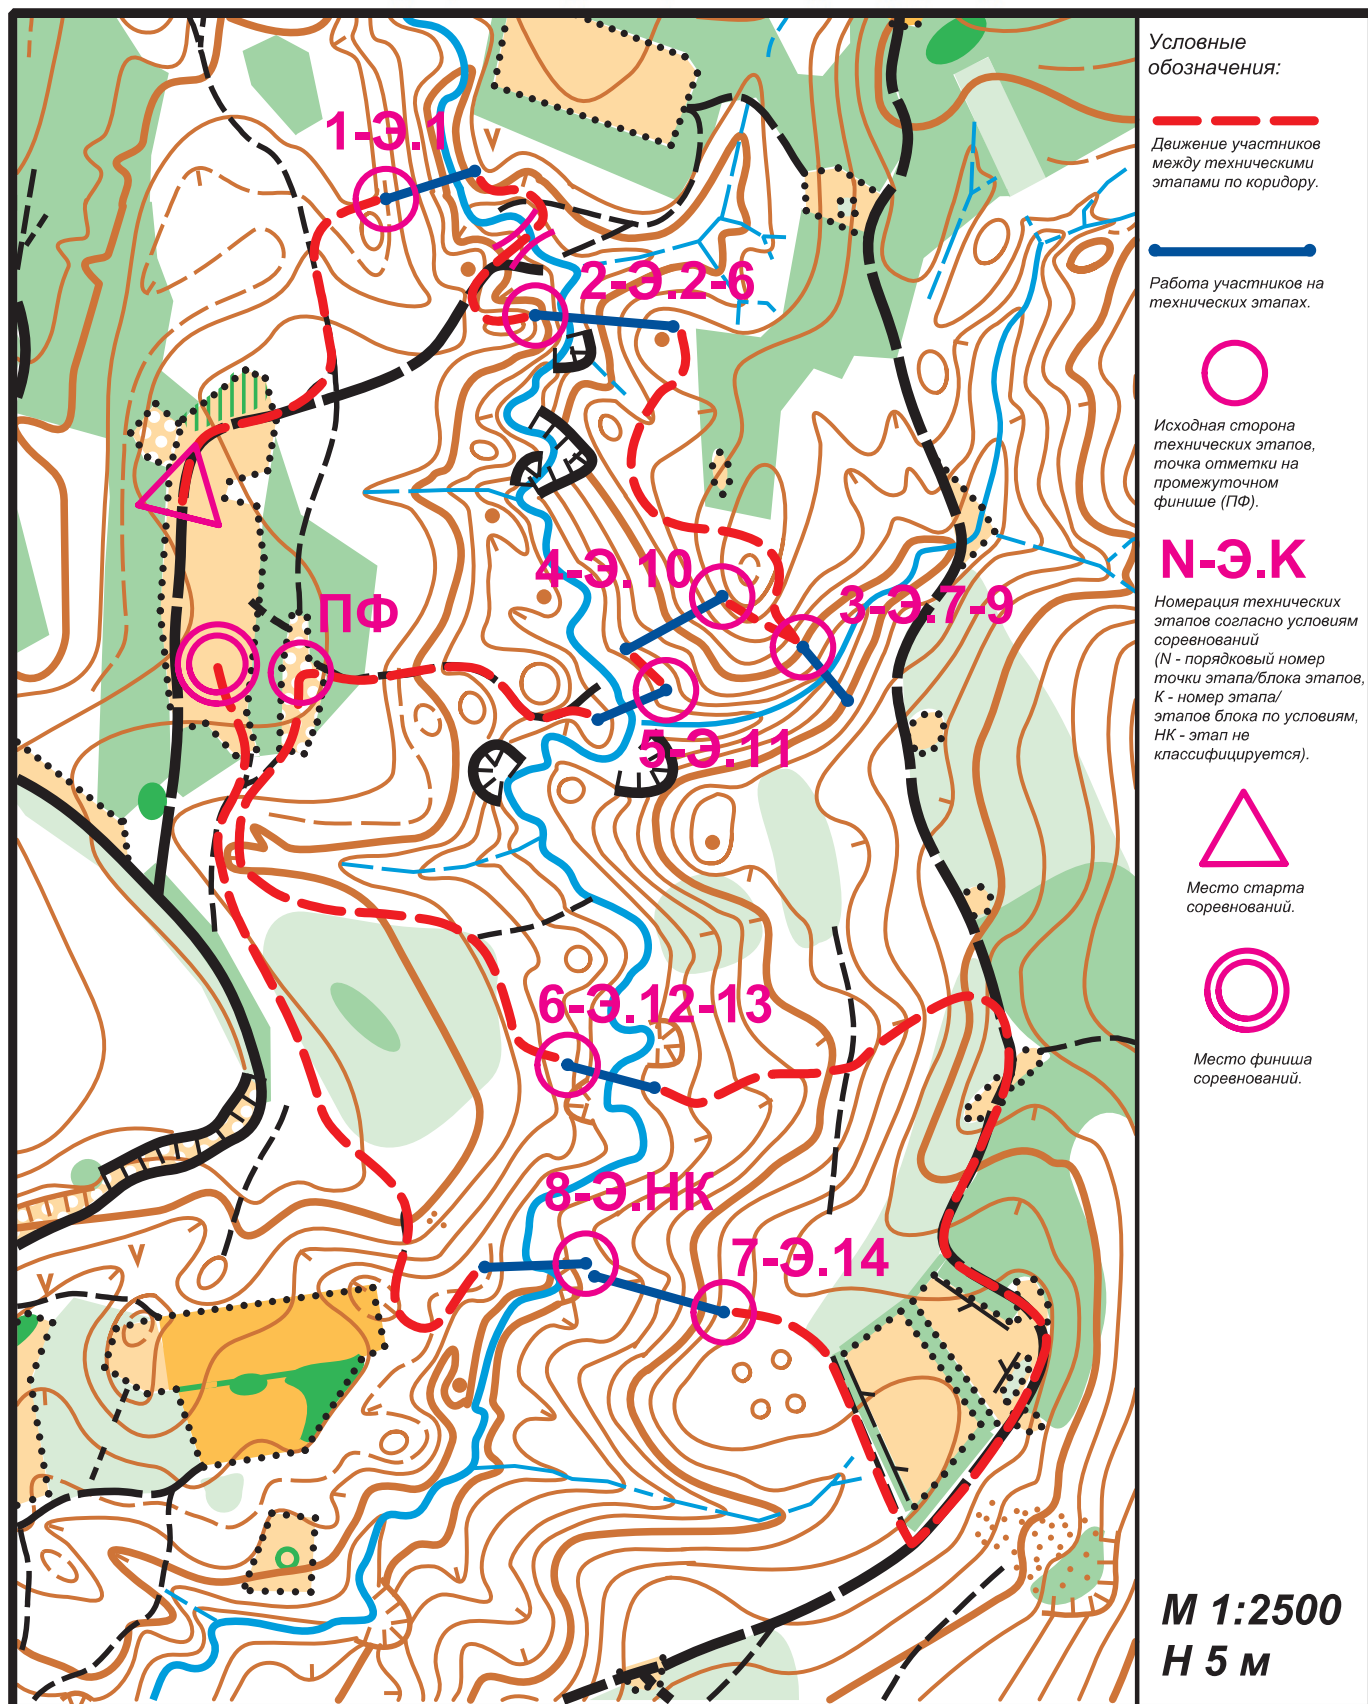 1-Э.1
2-Э.2-6
4-Э.10
3-Э.7-9
ПФ
5-Э.11
6-Э.12-13
8-Э.НК
7-Э.14
Условные
обозначения:
Движение участников
между техническими
этапами по коридору.
Работа участников на
технических этапах.
Исходная сторона
технических этапов,
точка отметки на
промежуточном
финише (ПФ).
N-Э.К
Номерация технических
этапов согласно условиям
соревнований
(N - порядковый номер
точки этапа/блока этапов,
К - номер этапа/
этапов блока по условиям,
НК - этап не
классифицируется).
Место старта
соревнований.
Место финиша
соревнований.
М 1:2500
Н 5 м